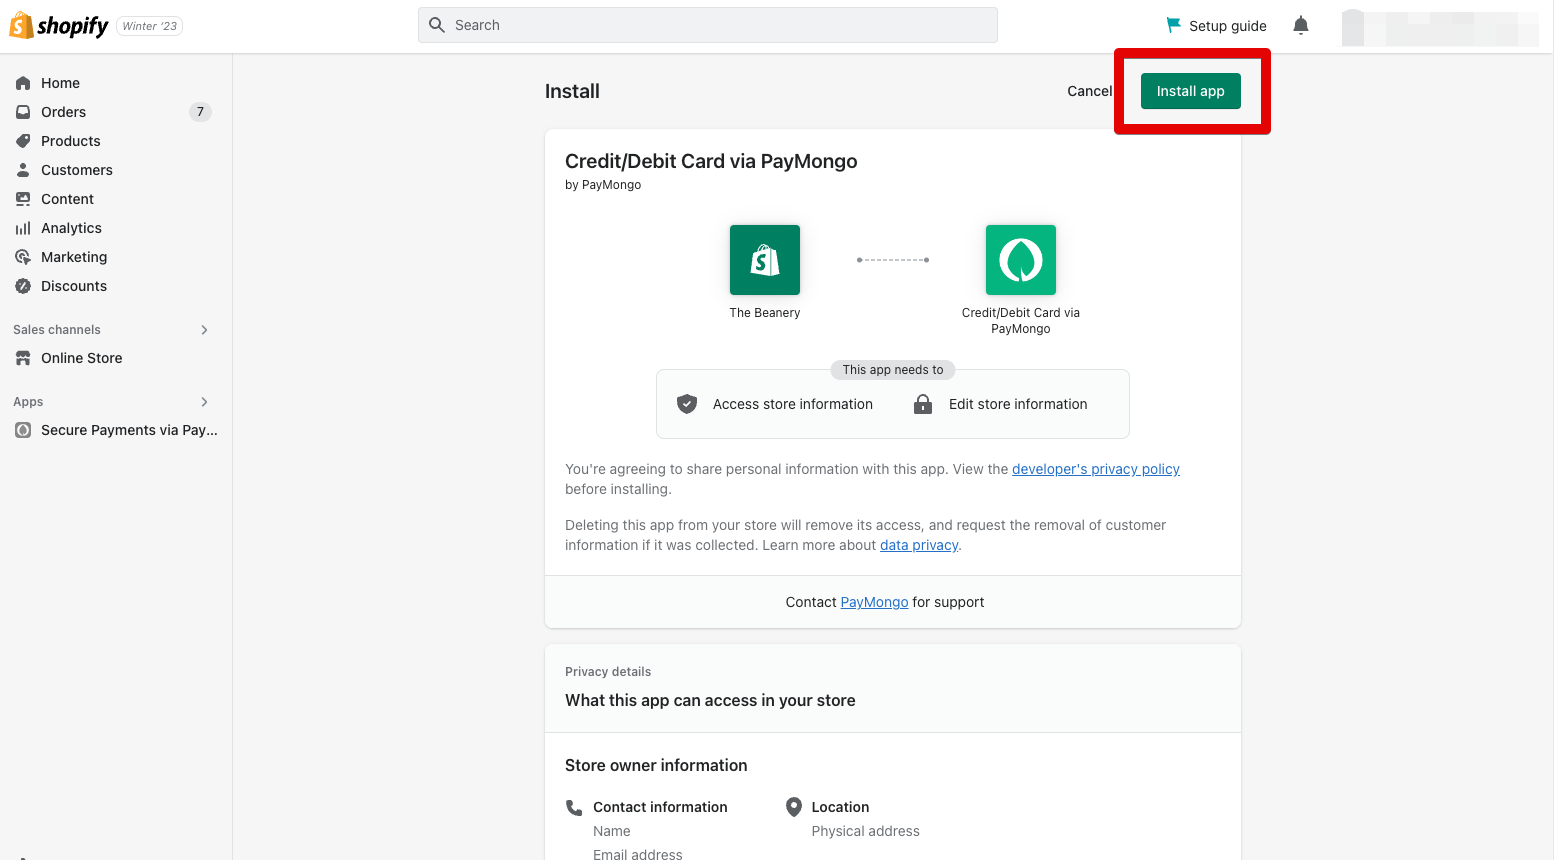 shopify
Winter '23
Search
Setup guide
Home
Orders
7
Products
Customers
Content
Analytics
Marketing
Discounts
Sales channels
Online Store
Apps
Secure Payments via Pay...
Install
Cancel
Install app
Credit/Debit Card via PayMongo
by PayMongo
The Beanery
Credit/Debit Card via
PayMongo
This app needs to
Access store information
Edit store information
You're agreeing to share personal information with this app. View the developer's privacy policy
before installing.
Deleting this app from your store will remove its access, and request the removal of customer
information if it was collected. Learn more about data privacy.
Contact PayMongo for support
Privacy details
What this app can access in your store
Store owner information
Contact information
Name
Email address
Location
Physical address